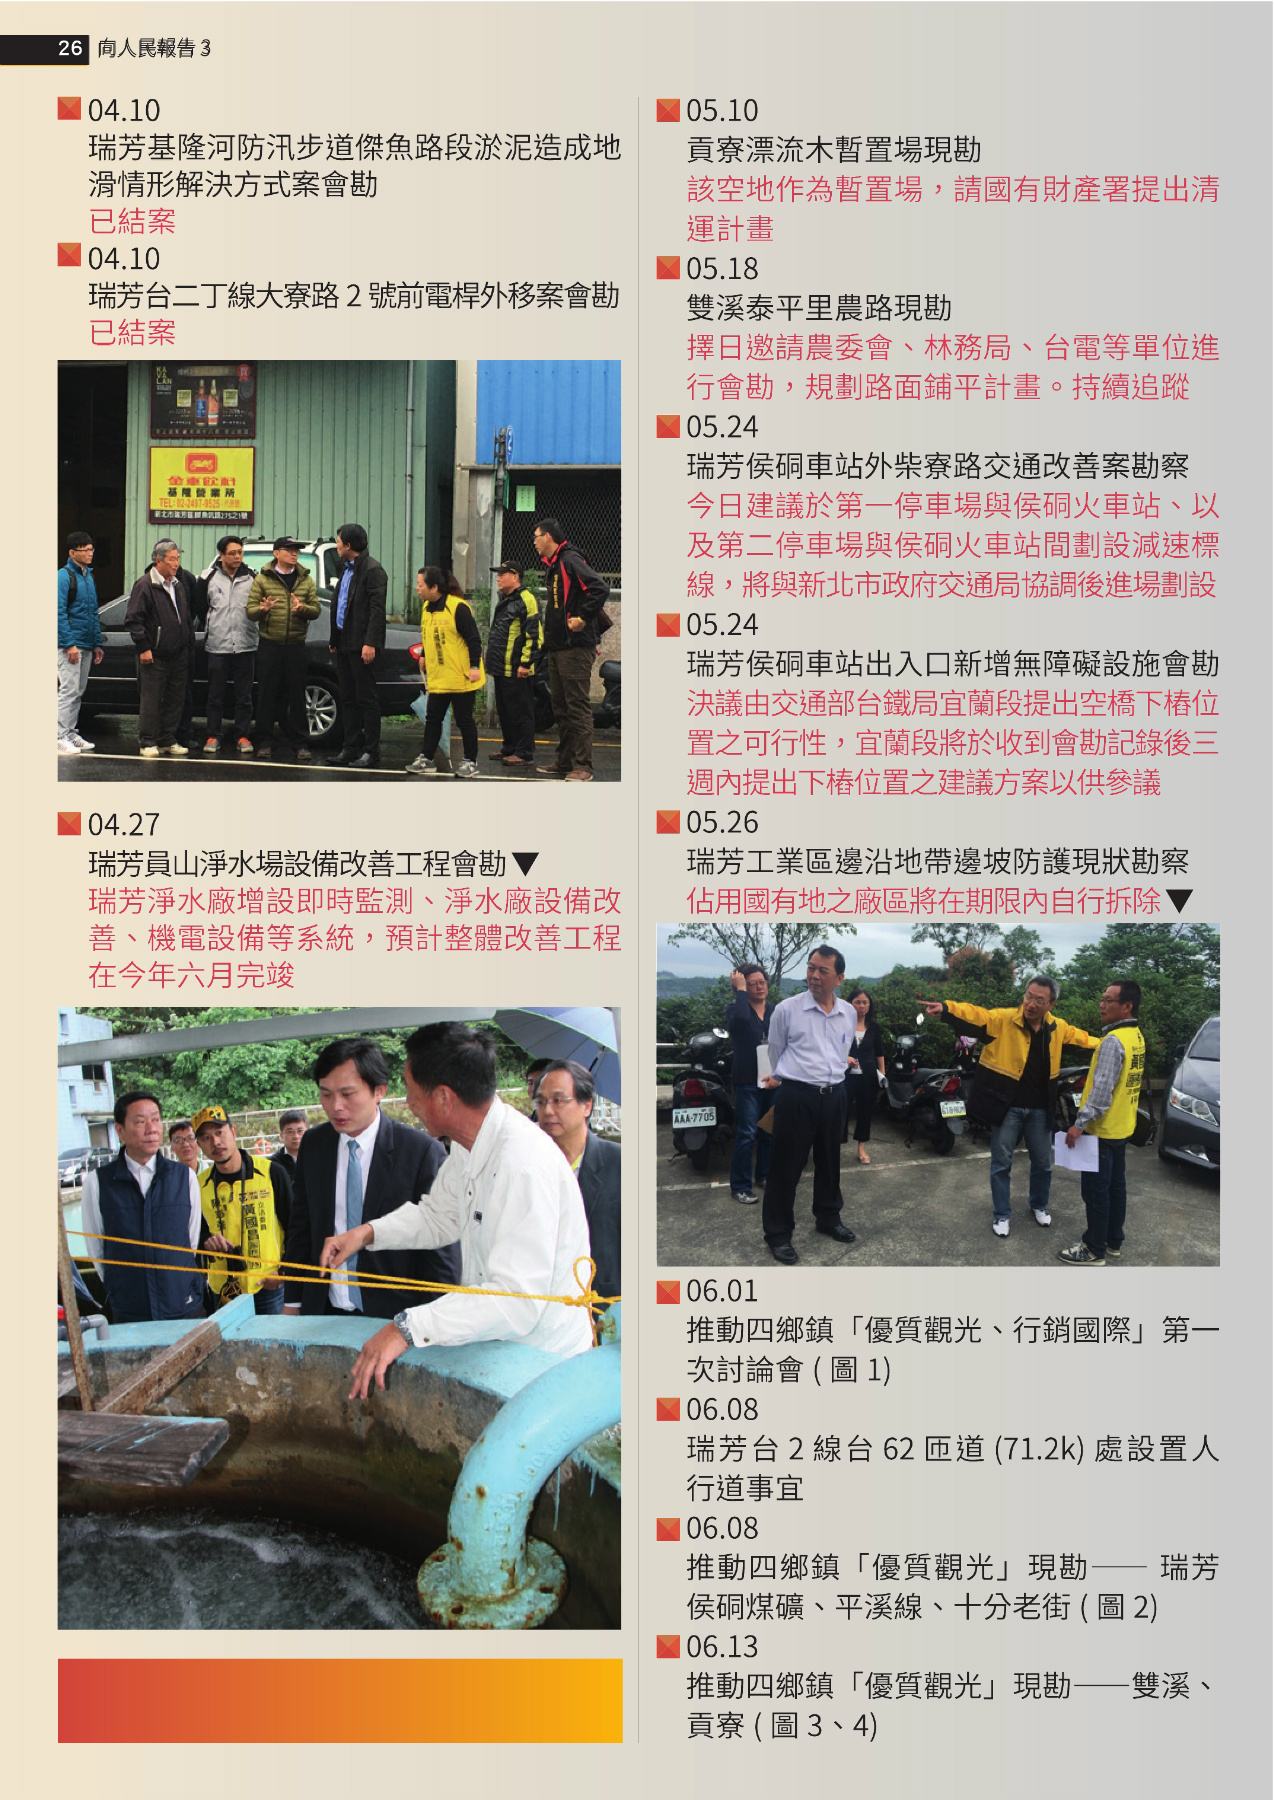 26 向人民報告 3
04.10
瑞芳基隆河防汛步道傑魚路段淤泥造成地
滑情形解決方式案會勘
已結案
04.10
瑞芳台二丁線大寮路 2 號前電桿外移案會勘
已結案
KAVALAN
金車飲料
基隆營業所
TEL: 02-2497-9525
04.27
瑞芳員山淨水場設備改善工程會勘▼
瑞芳淨水廠增設即時監測、淨水廠設備改
善、機電設備等系統，預計整體改善工程
在今年六月完竣
立法委員
黃國昌
05.10
貢寮漂流木暫置場現勘
該空地作為暫置場，請國有財產署提出清
運計畫
05.18
雙溪泰平里農路現勘
擇日邀請農委會、林務局、台電等單位進
行會勘，規劃路面鋪平計畫。持續追蹤
05.24
瑞芳侯硐車站外柴寮路交通改善案勘察
今日建議於第一停車場與侯硐火車站、以
及第二停車場與侯硐火車站間劃設減速標
線，將與新北市政府交通局協調後進場劃設
05.24
瑞芳侯硐車站出入口新增無障礙設施會勘
決議由交通部台鐵局宜蘭段提出空橋下樁位
置之可行性，宜蘭段將於收到會勘記錄後三
週內提出下樁位置之建議方案以供參議
05.26
瑞芳工業區邊沿地帶邊坡防護現狀勘察
佔用國有地之廠區將在期限內自行拆除▼
AAA-7705
06.01
推動四鄉鎮「優質觀光、行銷國際」第一
次討論會 ( 圖 1)
06.08
瑞芳台 2 線台 62 匝道 (71.2k) 處設置人
行道事宜
06.08
推動四鄉鎮「優質觀光」現勘—— 瑞芳
侯硐煤礦、平溪線、十分老街 ( 圖 2)
06.13
推動四鄉鎮「優質觀光」現勘——雙溪、
貢寮 ( 圖 3、4)